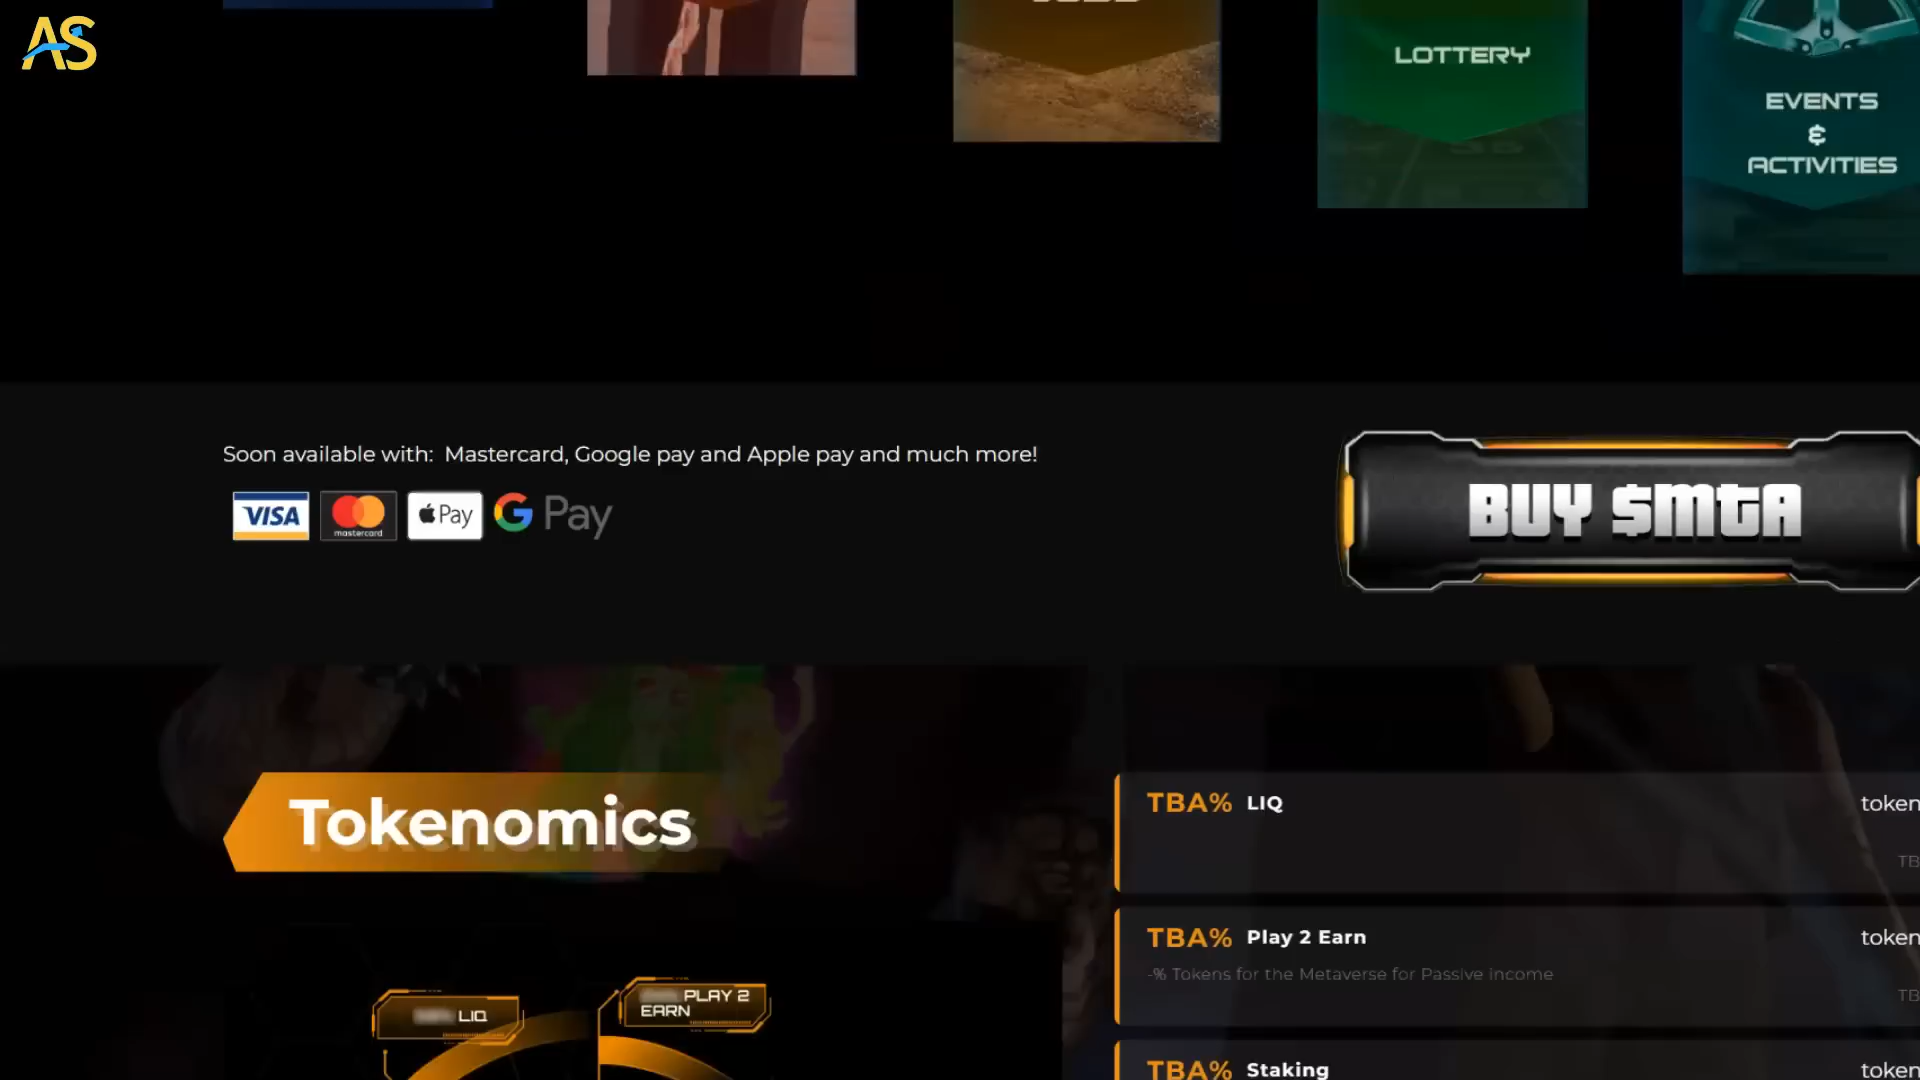 AS
LOTTERY
EVENTS
&
ACTIVITIES
Soon available with: Mastercard, Google pay and Apple pay and much more!
VISA
mastercard
Pay
G Pay
BUY $MTA
Tokenomics
TBA% LIQ
token
TB
TBA% Play 2 Earn
token
-% Tokens for the Metaverse for Passive income
TB
LIQ
PLAY 2
EARN
TBA% Staking
token